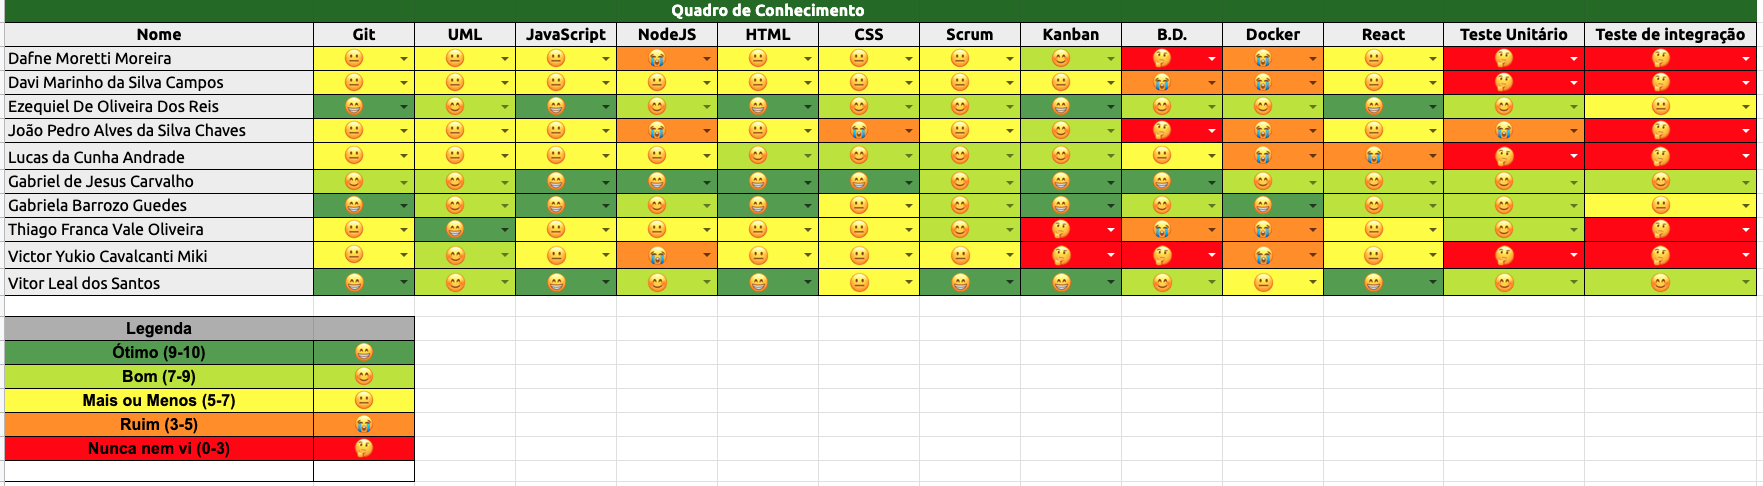 Quadro de Conhecimento
Nome Git UML JavaScript NodeJS HTML CSS Scrum Kanban B.D. Docker React Teste Unitário Teste de integração
Dafne Moretti Moreira 😐 😐 😐 😭 😐 😐 😐 😊 🤔 😭 😐 🤔 🤔
Davi Marinho da Silva Campos 😐 😐 😐 😐 😐 😐 😐 😐 😭 😭 😐 🤔 🤔
Ezequiel De Oliveira Dos Reis 😁 😊 😁 😊 😁 😊 😊 😁 😊 😊 😁 😊 😐
João Pedro Alves da Silva Chaves 😐 😐 😐 😭 😐 😭 😐 😊 🤔 😭 😐 😭 🤔
Lucas da Cunha Andrade 😐 😐 😐 😐 😊 😊 😊 😊 😐 😭 😭 🤔 🤔
Gabriel de Jesus Carvalho 😊 😊 😁 😁 😁 😁 😊 😁 😁 😊 😊 😊 😊
Gabriela Barrozo Guedes 😁 😊 😁 😊 😁 😐 😊 😁 😊 😁 😊 😊 😐
Thiago Franca Vale Oliveira 😐 😁 😐 😐 😐 😐 😊 🤔 😭 😭 😐 😊 🤔
Victor Yukio Cavalcanti Miki 😐 😊 😐 😭 😐 😐 😐 🤔 🤔 😭 😐 🤔 🤔
Vitor Leal dos Santos 😁 😊 😁 😊 😁 😐 😁 😁 😊 😐 😁 😊 😊
Legenda
Ótimo (9-10) 😁
Bom (7-9) 😊
Mais ou Menos (5-7) 😐
Ruim (3-5) 😭
Nunca nem vi (0-3) 🤔